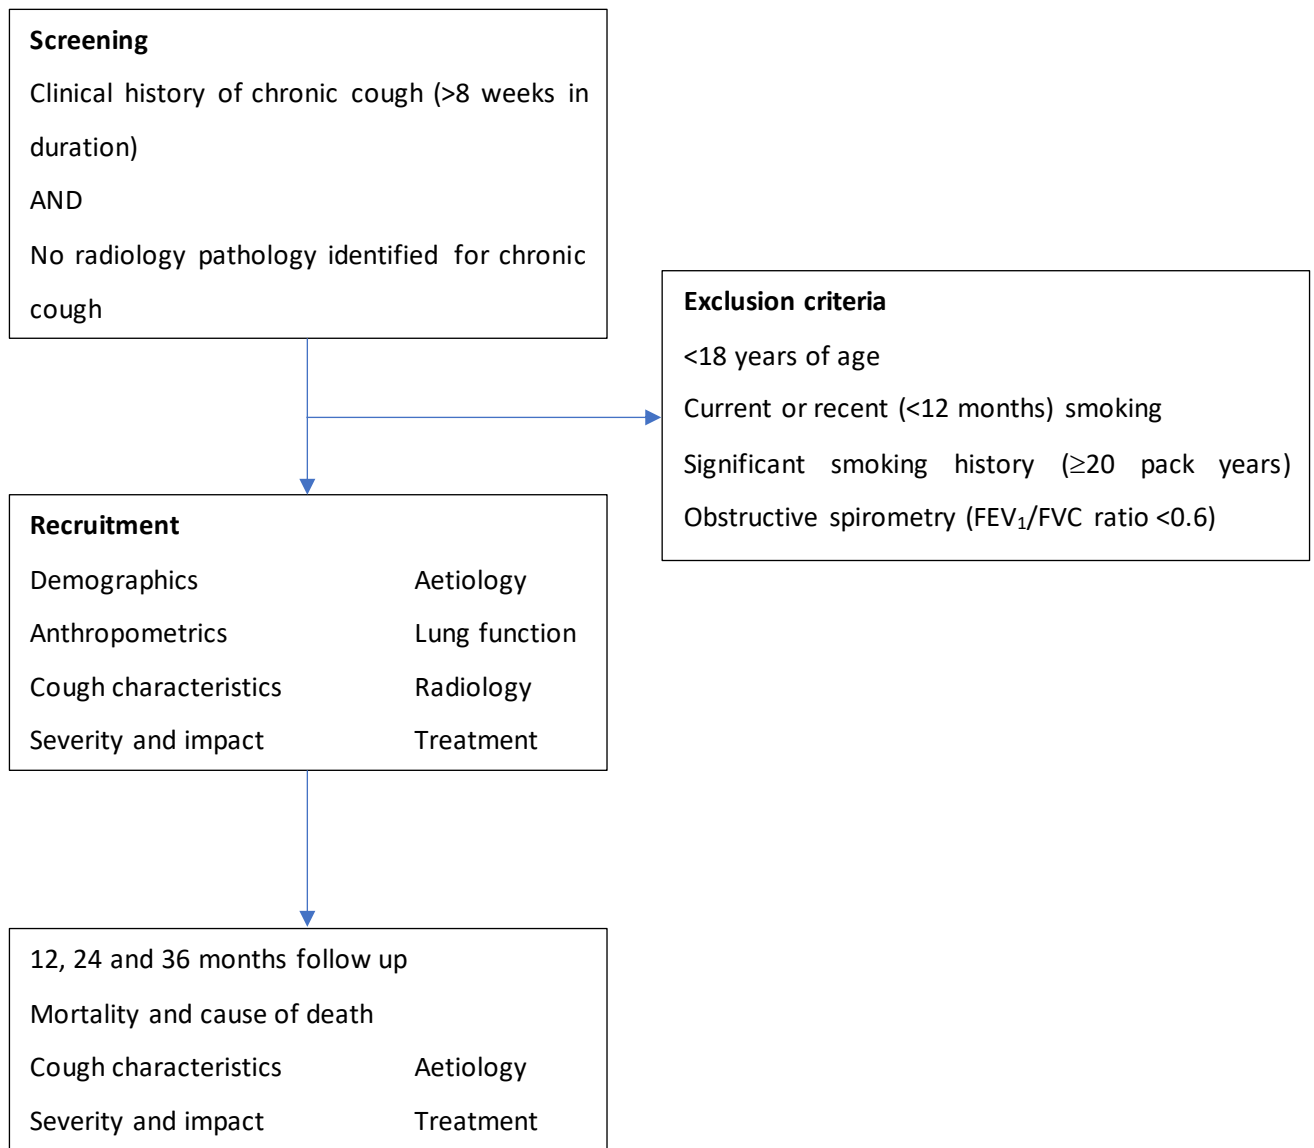 Screening
Clinical history of chronic cough (>8 weeks in
duration)
AND
No radiology pathology identified for chronic
cough
Exclusion criteria
<18 years of age
Current or recent (<12 months) smoking
Significant smoking history (≥20 pack years)
Obstructive spirometry (FEV₁/FVC ratio <0.6)
Recruitment
Demographics Aetiology
Anthropometrics Lung function
Cough characteristics Radiology
Severity and impact Treatment
12, 24 and 36 months follow up
Mortality and cause of death
Cough characteristics Aetiology
Severity and impact Treatment